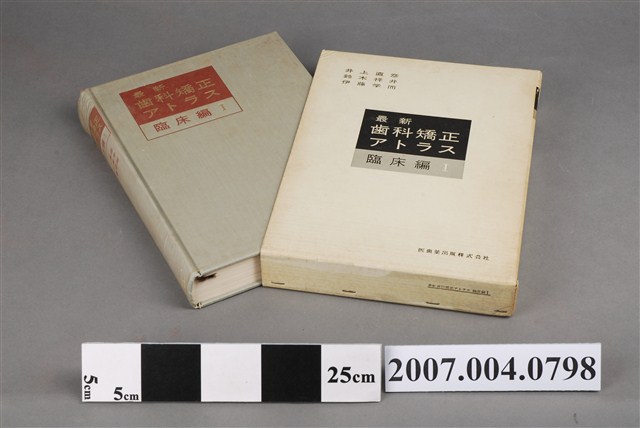 最新
歯科矯正
アトラス
臨床編 1
井上直彦
鈴木祥井
伊藤学而
最新
歯科矯正
アトラス
臨床編 1
医歯薬出版株式会社
5cm
5cm
25cm
2007.004.0798